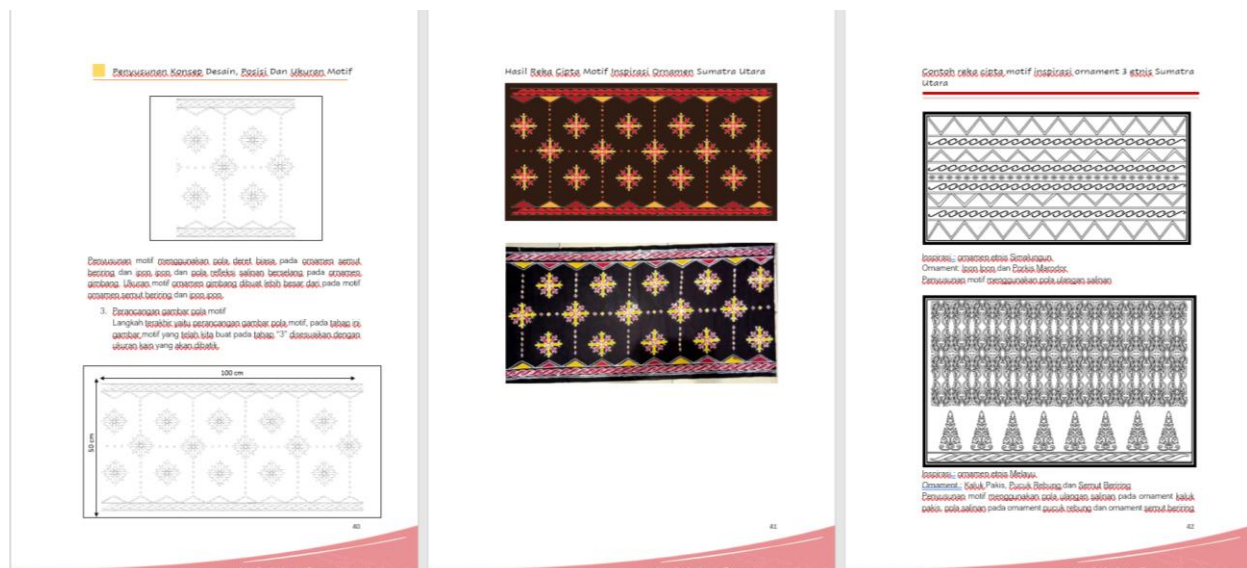 Penyusunan Konsep Desain, Posisi Dan Ukuran Motif
Penyusunan motif menggunakan pola deret biasa pada ornamen semut
beriring dan ipon ipon dan pola refleksi salinan berselang pada ornamen
gimbang. Ukuran motif ornamen gimbang dibuat lebih besar dari pada motif
ornamen semut beriring dan ipon ipon.
3. Perancangan gambar pola motif
Langkah terakhir yaitu perancangan gambar pola motif, pada tahap ini
gambar motif yang telah kita buat pada tahap "3" disesuaikan dengan
ukuran kain yang akan dibatik.
100 cm
50 cm
40
Hasil Reka Cipta Motif Inspirasi Ornamen Sumatra Utara
41
Contoh reka cipta motif inspirasi ornament 3 etnis Sumatra
Utara
Inspirasi : ornamen etnis Simalungun.
Ornament: Ipon Ipon dan Porkis Marodor
Penyusunan motif menggunakan pola ulangan salinan
Inspirasi : ornamen etnis Melayu.
Ornament : Kaluk Pakis, Pucuk Rebung dan Semut Beriring
Penyusunan motif menggunakan pola ulangan salinan pada ornament kaluk
pakis, pola salinan pada ornament pucuk rebung dan ornament semut beriring
42